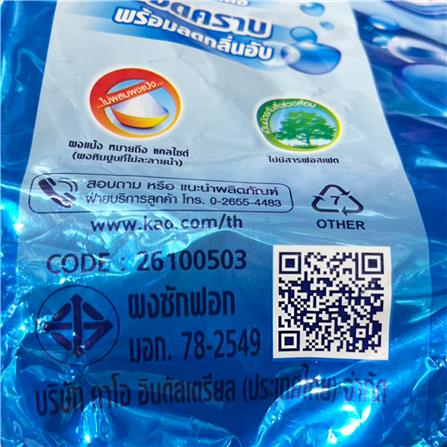 ขจัดคราบ
พร้อมลดกลิ่นอับ
...ไม่ผสมผงแป้ง...
ผงแป้ง หมายถึง แคลไซต์
(ผงหินปูนที่ไม่ละลายน้ำ)
ไม่มีสารฟอสเฟต
สอบถาม หรือ แนะนำผลิตภัณฑ์
ฝ่ายบริการลูกค้า โทร. 0-2655-4483
www.kao.com/th
7
OTHER
CODE : 26100503
ผงซักฟอก
มอก. 78-2549
บริษัท คาโอ อินดัสเตรียล (ประเทศไทย) จำกัด